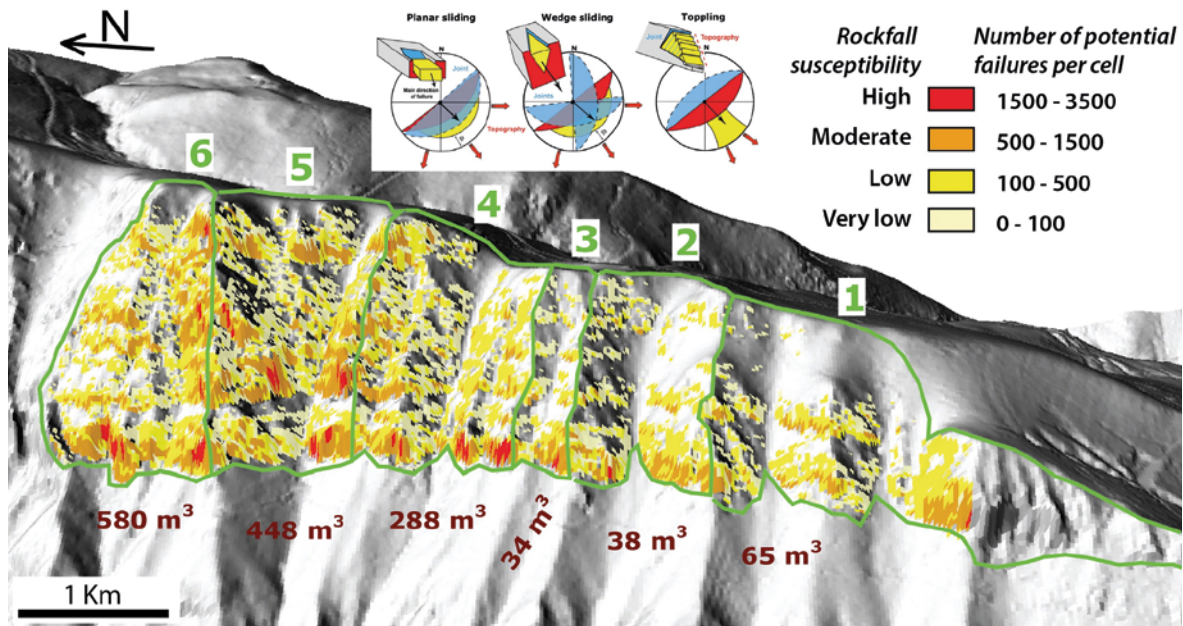 N
Planar sliding
Wedge sliding
Toppling
N
Joint
Main direction
of failure
Topography
N
Joints
Joint
Topography
N
Rockfall
susceptibility
Number of potential
failures per cell
High
1500 - 3500
Moderate
500 - 1500
Low
100 - 500
Very low
0 - 100
6
5
4
3
2
1
580 m³
448 m³
288 m³
34 m³
38 m³
65 m³
1 Km